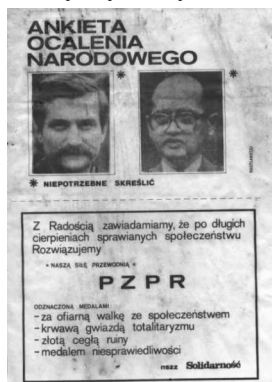 ANKIETA
OCALENIA
NARODOWEGO
* *
* NIEPOTRZEBNE SKREŚLIĆ
Z Radością zawiadamiamy, że po długich
cierpieniach sprawianych społeczeństwu
Rozwiązujemy
* NASZĄ SIŁĘ PRZEWODNIĄ *
PZPR
ODZNACZONĄ MEDALAMI
-za ofiarną walkę ze społeczeństwem
-krwawą gwiazdą totalitaryzmu
-złotą cegłą ruiny
-medalem niesprawiedliwości
nszz Solidarność